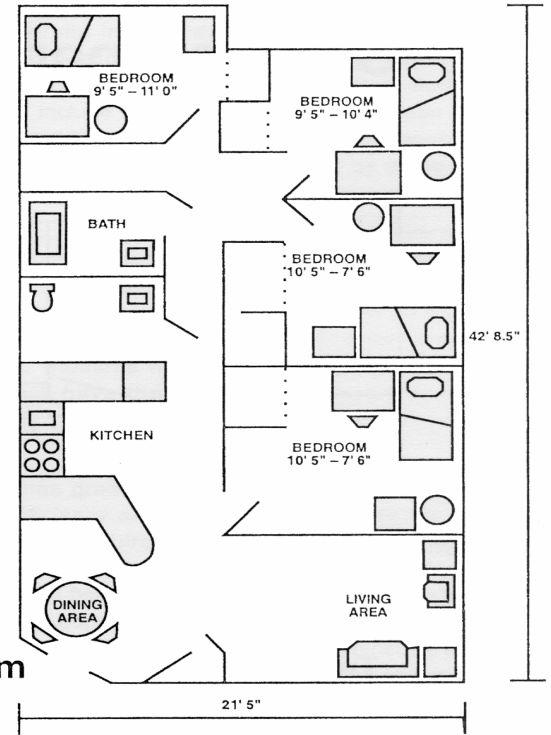 BEDROOM
9' 5" – 11' 0"
BEDROOM
9' 5" – 10' 4"
BATH
BEDROOM
10' 5" – 7' 6"
42' 8.5"
KITCHEN
BEDROOM
10' 5" – 7' 6"
DINING
AREA
LIVING
AREA
m
21' 5"